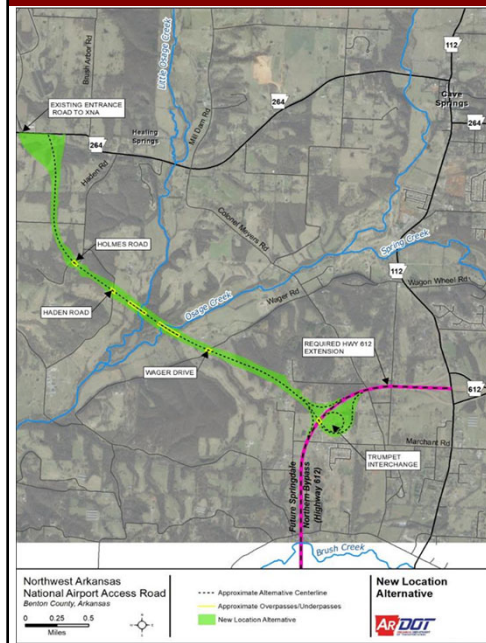 Brush Arbor Rd
Little Osage Creek
112
EXISTING ENTRANCE
ROAD TO XNA
264
Cave
Springs
264
Healing
Springs
Mill Dam Rd
264
Haden Rd
Colonel Meyers Rd
HOLMES ROAD
Spring Creek
112
Wagon Wheel Rd
HADEN ROAD
Osage Creek
Wager Rd
REQUIRED HWY 612
EXTENSION
WAGER DRIVE
612
Marchant Rd
TRUMPET
INTERCHANGE
Future Springdale
Northern Bypass
(Highway 612)
Brush Creek
Northwest Arkansas
National Airport Access Road
Benton County, Arkansas
0 0.25 0.5
Miles
Approximate Alternative Centerline
Approximate Overpasses/Underpasses
New Location Alternative
New Location
Alternative
ARDOT